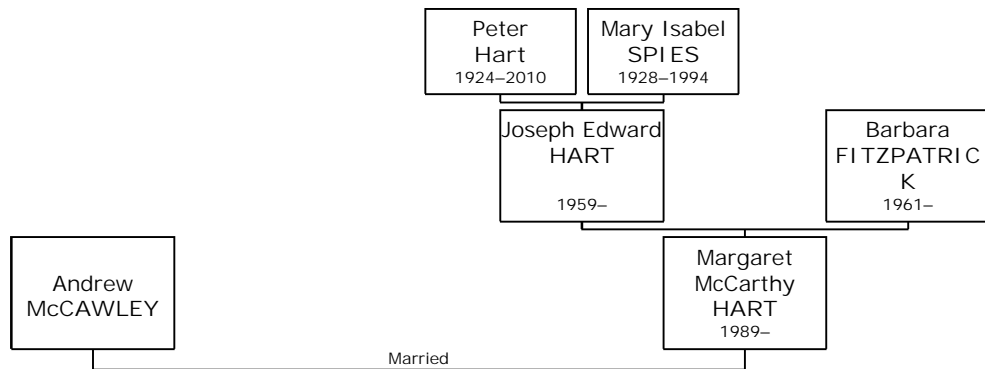 Peter
Hart
1924–2010
Mary Isabel
SPIES
1928–1994
Joseph Edward
HART
1959–
Barbara
FITZPATRIC
K
1961–
Andrew
McCAWLEY
Margaret
McCarthy
HART
1989–
Married